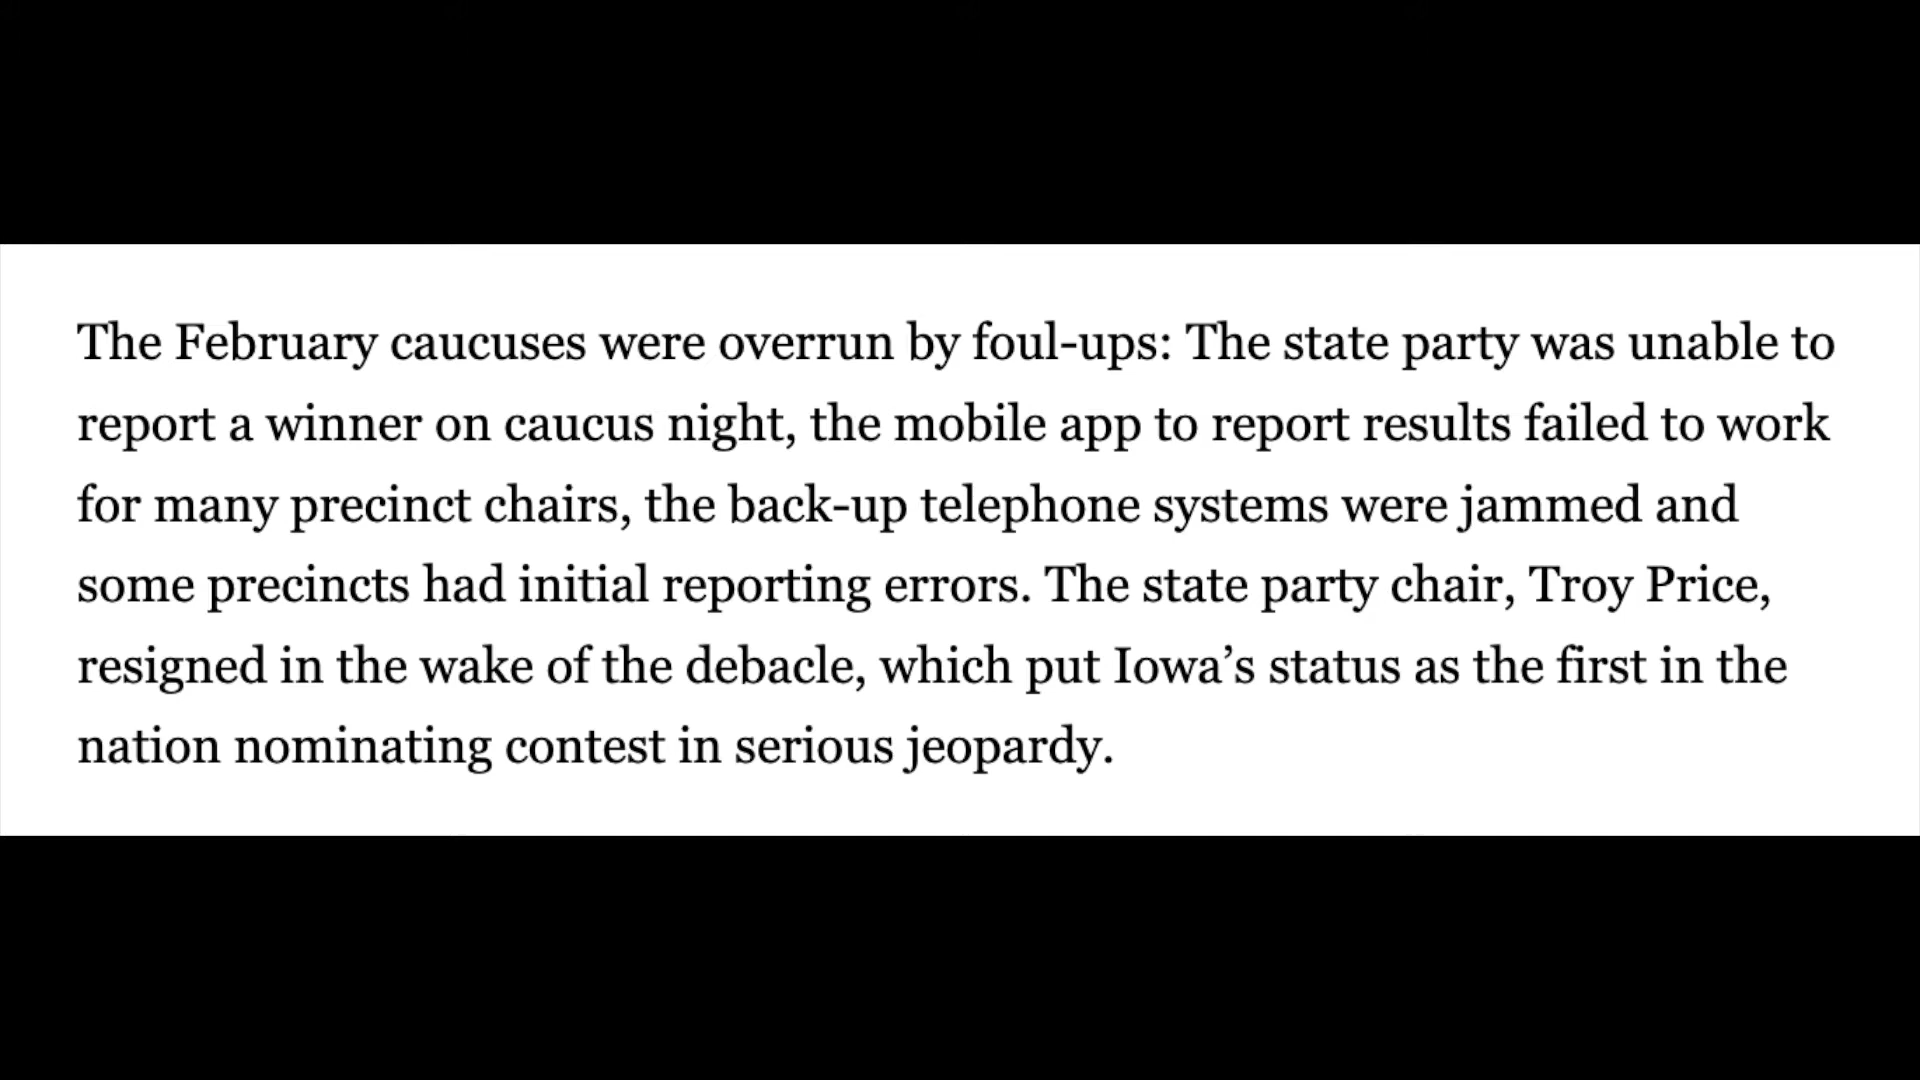 The February caucuses were overrun by foul-ups: The state party was unable to
report a winner on caucus night, the mobile app to report results failed to work
for many precinct chairs, the back-up telephone systems were jammed and
some precincts had initial reporting errors. The state party chair, Troy Price,
resigned in the wake of the debacle, which put Iowa’s status as the first in the
nation nominating contest in serious jeopardy.